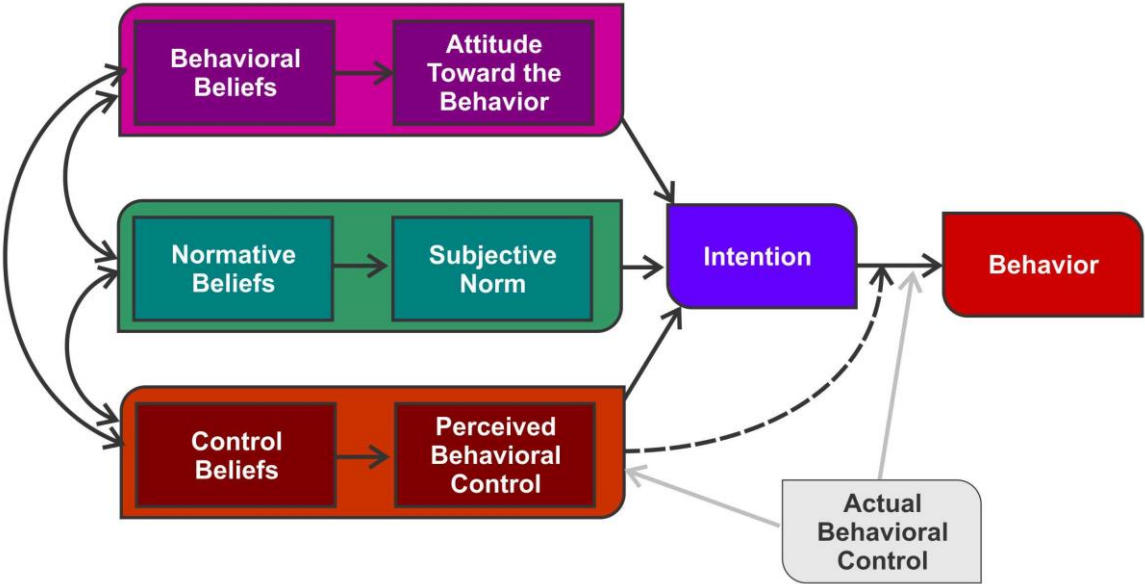 Behavioral
Beliefs
Attitude
Toward the
Behavior
Normative
Beliefs
Subjective
Norm
Intention
Behavior
Control
Beliefs
Perceived
Behavioral
Control
Actual
Behavioral
Control